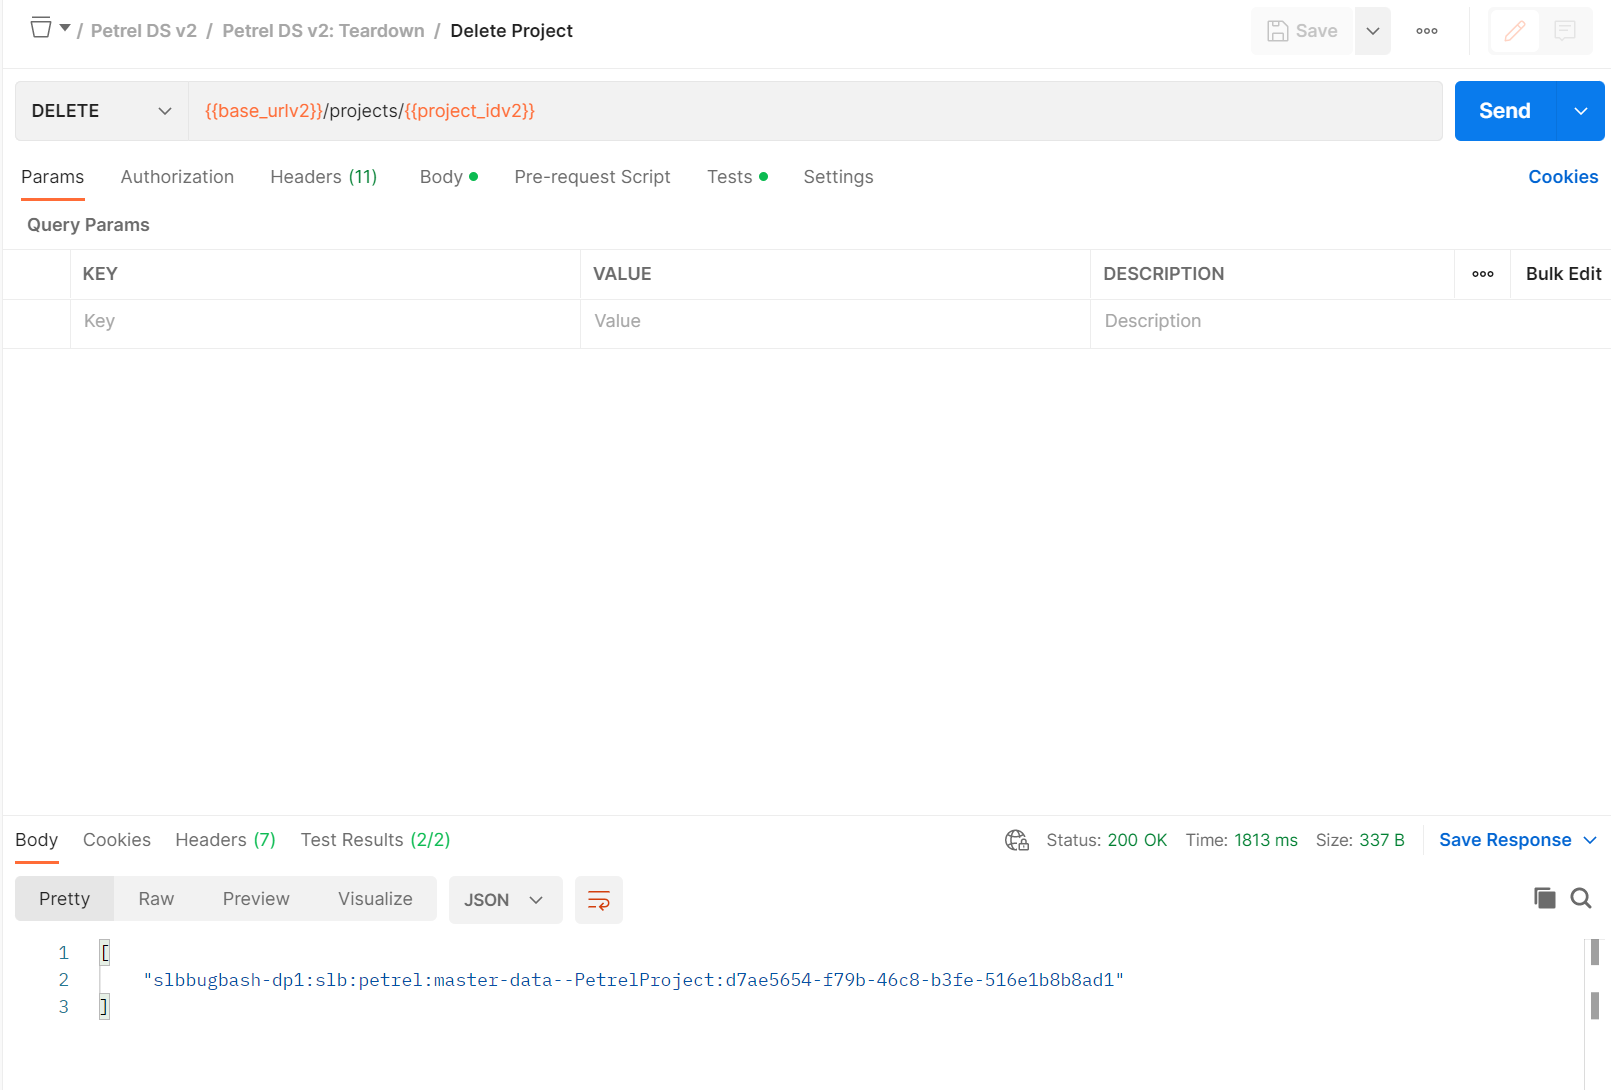 / Petrel DS v2 / Petrel DS v2: Teardown / Delete Project
Save
DELETE
{{base_urlv2}}/projects/{{project_idv2}}
Send
Params Authorization Headers (11) Body Pre-request Script Tests Settings Cookies
Query Params
KEY VALUE DESCRIPTION Bulk Edit
Key Value Description
Body Cookies Headers (7) Test Results (2/2) Status: 200 OK Time: 1813 ms Size: 337 B Save Response
Pretty Raw Preview Visualize JSON
1 [
2 "slbbugbash-dp1:slb:petrel:master-data--PetrelProject:d7ae5654-f79b-46c8-b3fe-516e1b8b8ad1"
3 ]